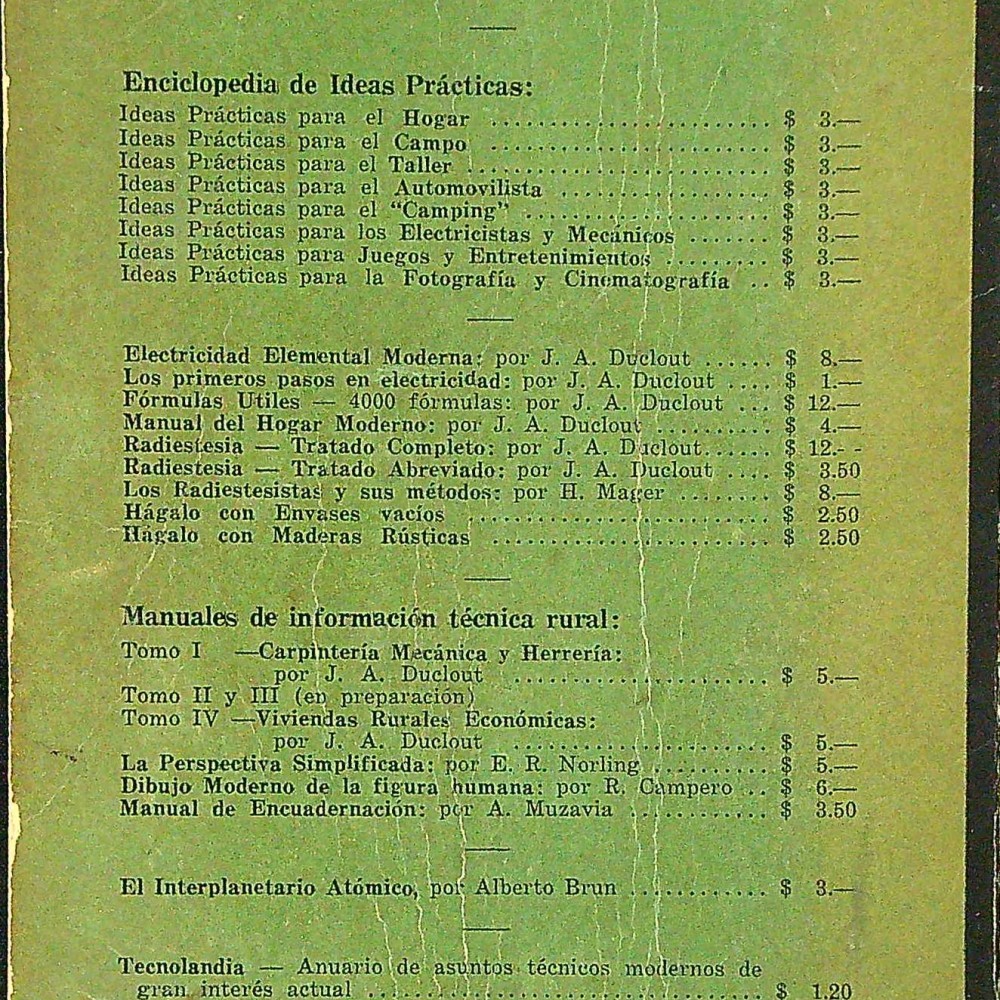 Enciclopedia de Ideas Prácticas:
Ideas Prácticas para el Hogar ........................ $ 3.—
Ideas Prácticas para el Campo ........................ $ 3.—
Ideas Prácticas para el Taller .......................... $ 3.—
Ideas Prácticas para el Automovilista .................. $ 3.—
Ideas Prácticas para el “Camping” ..................... $ 3.—
Ideas Prácticas para los Electricistas y Mecánicos ....... $ 3.—
Ideas Prácticas para Juegos y Entretenimientos ......... $ 3.—
Ideas Prácticas para la Fotografía y Cinematografía .. $ 3.—
Electricidad Elemental Moderna: por J. A. Duclout ...... $ 8.—
Los primeros pasos en electricidad: por J. A. Duclout .... $ 1.—
Fórmulas Utiles — 4000 fórmulas: por J. A. Duclout ... $ 12.—
Manual del Hogar Moderno: por J. A. Duclout .......... $ 4.—
Radiestesia — Tratado Completo: por J. A. Duclout...... $ 12.—
Radiestesia — Tratado Abreviado: por J. A. Duclout .... $ 3.50
Los Radiestesistas y sus métodos: por H. Mager ........ $ 8.—
Hágalo con Envases vacíos .......................... $ 2.50
Hágalo con Maderas Rústicas ........................ $ 2.50
Manuales de información técnica rural:
Tomo I —Carpintería Mecánica y Herrería:
por J. A. Duclout ...................... $ 5.—
Tomo II y III (en preparación)
Tomo IV —Viviendas Rurales Económicas:
por J. A. Duclout ...................... $ 5.—
La Perspectiva Simplificada: por E. R. Norling .......... $ 5.—
Dibujo Moderno de la figura humana: por R. Campero .. $ 6.—
Manual de Encuadernación: por A. Muzavia ............ $ 3.50
El Interplanetario Atómico, por Alberto Brun ............ $ 3.—
Tecnolandia — Anuario de asuntos técnicos modernos de
gran interés actual .................................. $ 1.20